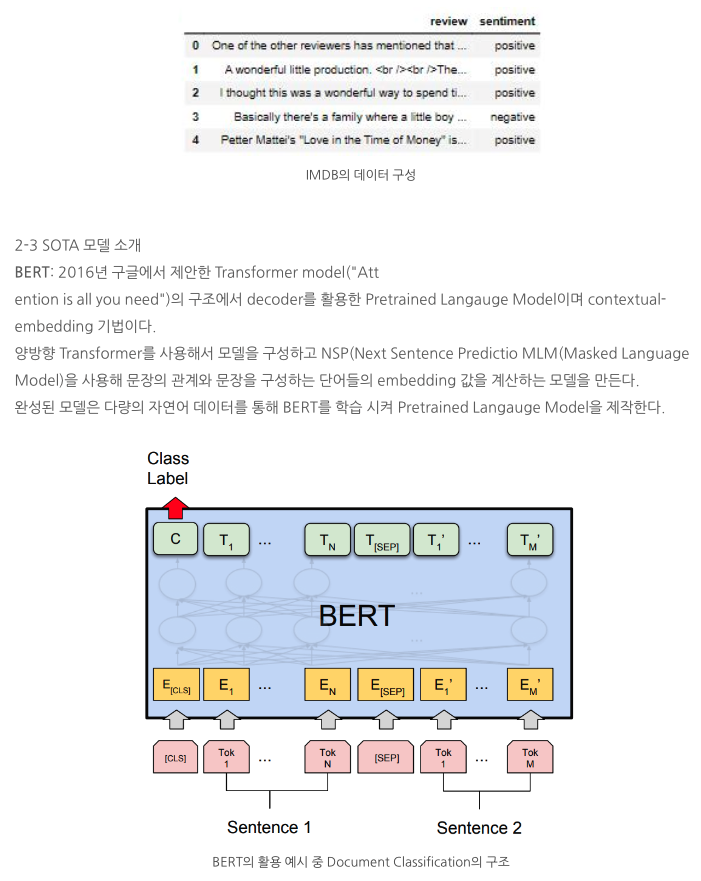 review sentiment
0 One of the other reviewers has mentioned that ... positive
1 A wonderful little production. <br /><br />The... positive
2 I thought this was a wonderful way to spend ti... positive
3 Basically there's a family where a little boy ... negative
4 Petter Mattei's "Love in the Time of Money" is... positive
IMDB의 데이터 구성
2-3 SOTA 모델 소개
BERT: 2016년 구글에서 제안한 Transformer model("Att
ention is all you need")의 구조에서 decoder를 활용한 Pretrained Langauge Model이며 contextual-
embedding 기법이다.
양방향 Transformer를 사용해서 모델을 구성하고 NSP(Next Sentence Predictio MLM(Masked Language
Model)을 사용해 문장의 관계와 문장을 구성하는 단어들의 embedding 값을 계산하는 모델을 만든다.
완성된 모델은 다량의 자연어 데이터를 통해 BERT를 학습 시켜 Pretrained Langauge Model을 제작한다.
Class
Label
C T1 ... TN T[SEP] T1' ... TM'
...
BERT
...
E[CLS] E1 ... EN E[SEP] E1' ... EM'
[CLS] Tok 1 ... Tok N [SEP] Tok 1 ... Tok M
Sentence 1 Sentence 2
BERT의 활용 예시 중 Document Classification의 구조